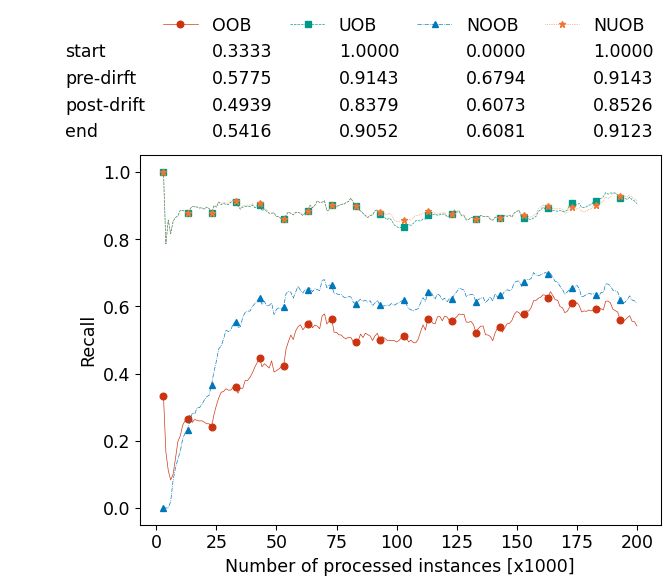 OOB UOB NOOB NUOB
start 0.3333 1.0000 0.0000 1.0000
pre-dirft 0.5775 0.9143 0.6794 0.9143
post-drift 0.4939 0.8379 0.6073 0.8526
end 0.5416 0.9052 0.6081 0.9123
1.0
0.8
0.6
0.4
0.2
0.0
Recall
0 25 50 75 100 125 150 175 200
Number of processed instances [x1000]